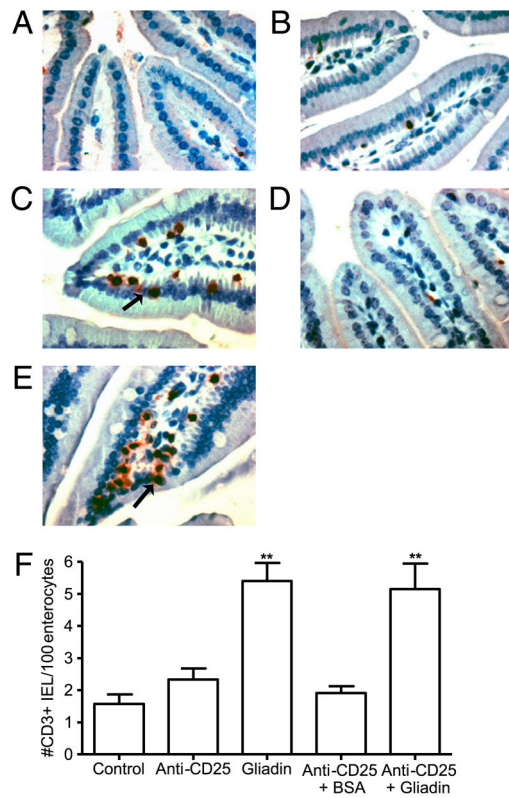 A
B
C
D
E
F
#CD3+ IEL/100 enterocytes
6
5
4
3
2
1
0
**
**
Control
Anti-CD25
Gliadin
Anti-CD25
+ BSA
Anti-CD25
+ Gliadin